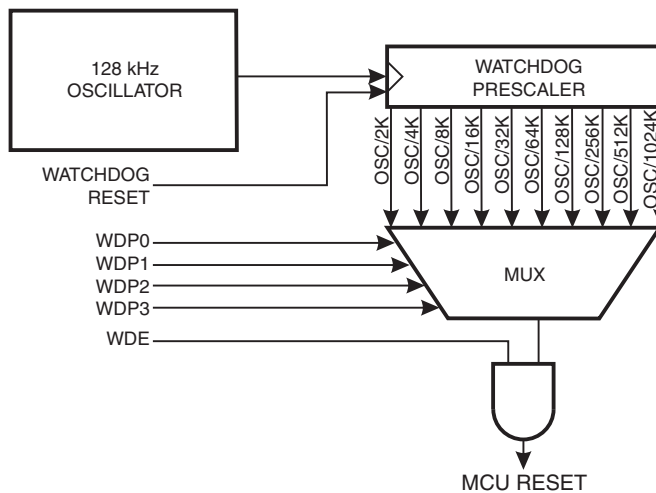 128 kHz
OSCILLATOR
WATCHDOG
PRESCALER
OSC/2K
OSC/4K
OSC/8K
OSC/16K
OSC/32K
OSC/64K
OSC/128K
OSC/256K
OSC/512K
OSC/1024K
WATCHDOG
RESET
WDP0
WDP1
WDP2
WDP3
WDE
MUX
MCU RESET